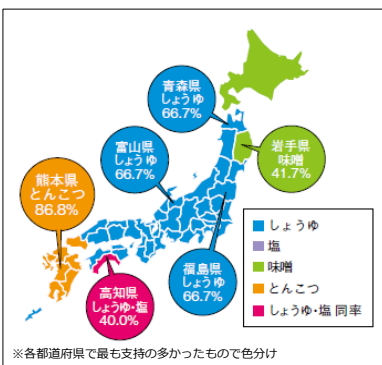 青森県
しょうゆ
66.7%
富山県
しょうゆ
66.7%
岩手県
味噌
41.7%
熊本県
とんこつ
86.8%
高知県
しょうゆ・塩
40.0%
福島県
しょうゆ
66.7%
しょうゆ
塩
味噌
とんこつ
しょうゆ・塩 同率
※各都道府県で最も支持の多かったもので色分け